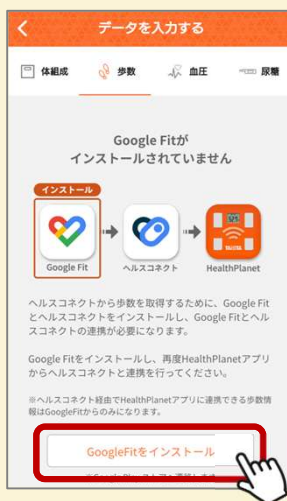 データを入力する
体組成 歩数 血圧 尿糖
Google Fitが
インストールされていません
インストール
Google Fit ヘルスコネクト HealthPlanet
ヘルスコネクトから歩数を取得するために、Google Fit
とヘルスコネクトをインストールし、Google Fitとヘル
スコネクトの連携が必要になります。
Google Fitをインストールし、再度HealthPlanetアプリ
からヘルスコネクトと連携を行ってください。
※ヘルスコネクト経由でHealthPlanetアプリに連携できる歩数情
報はGoogleFitからのみになります。
GoogleFitをインストール